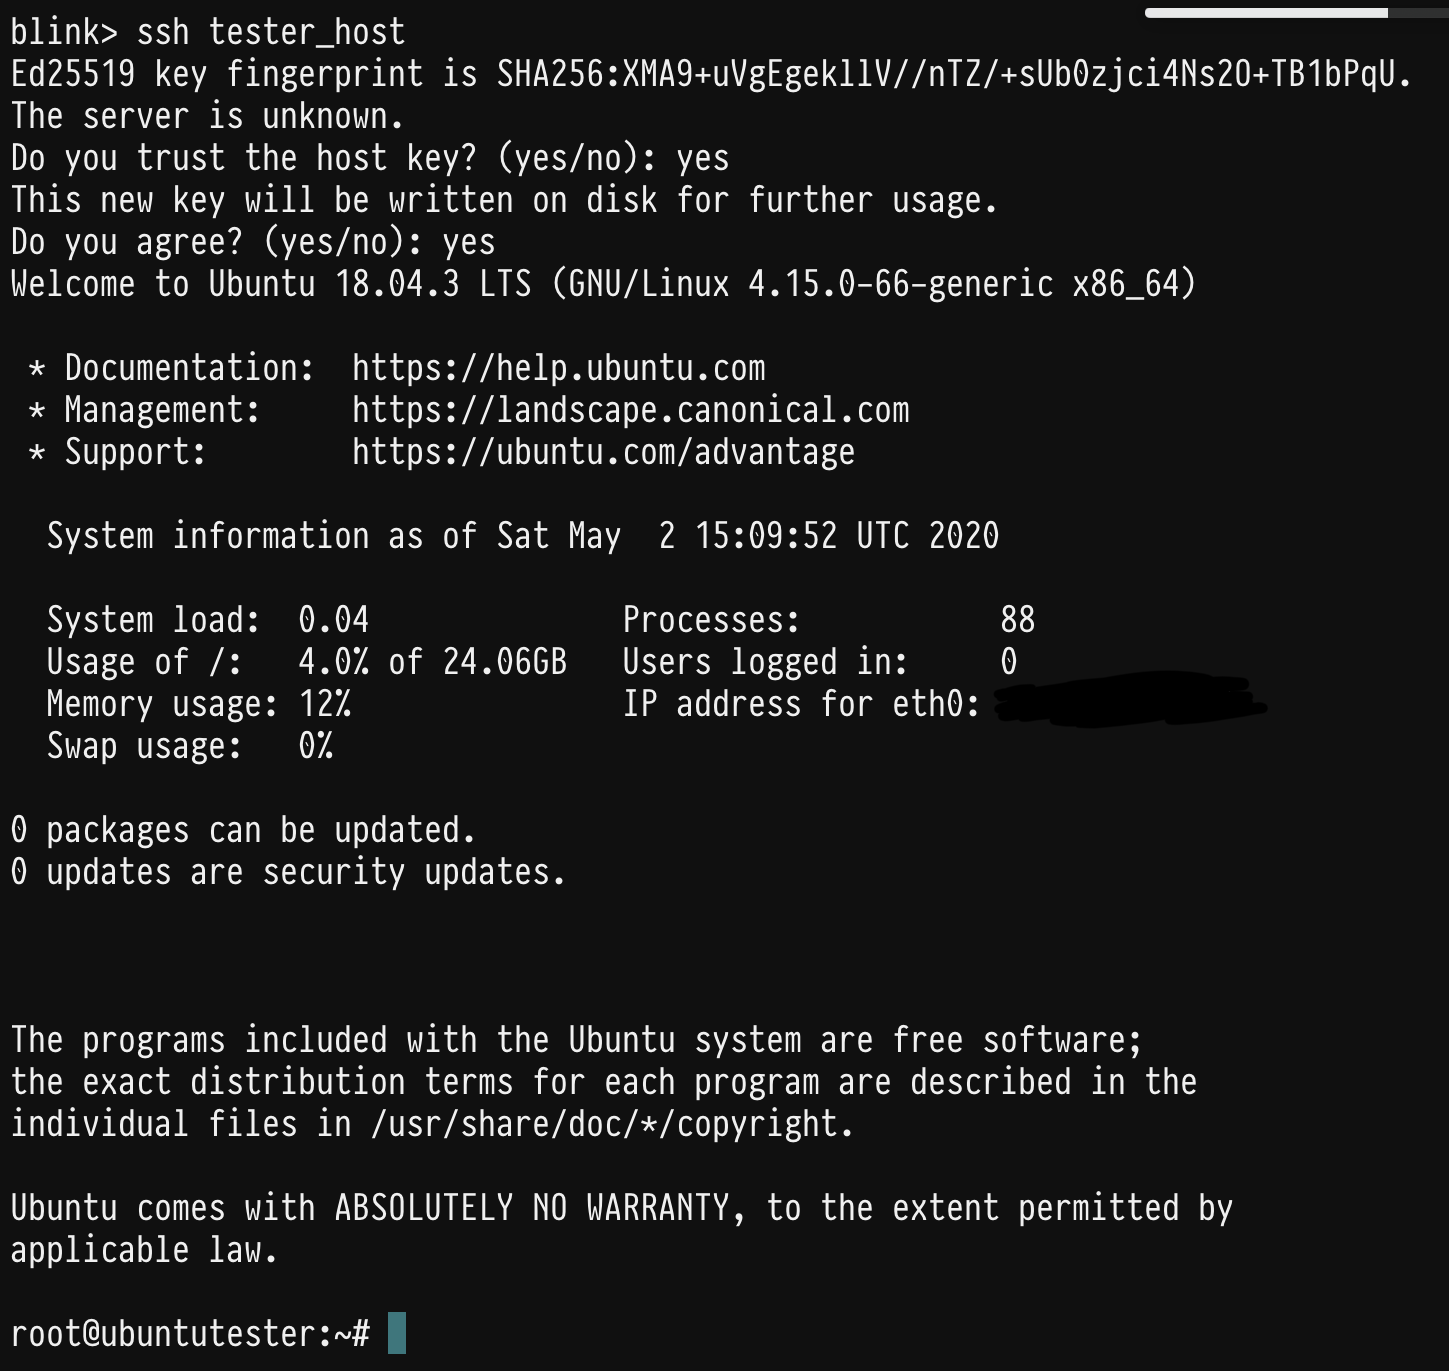 blink> ssh tester_host
Ed25519 key fingerprint is SHA256:XMA9+uVgEgekllV//nTZ/+sUb0zjci4Ns2O+TB1bPqU.
The server is unknown.
Do you trust the host key? (yes/no): yes
This new key will be written on disk for further usage.
Do you agree? (yes/no): yes
Welcome to Ubuntu 18.04.3 LTS (GNU/Linux 4.15.0-66-generic x86_64)
* Documentation:  https://help.ubuntu.com
* Management:     https://landscape.canonical.com
* Support:        https://ubuntu.com/advantage
System information as of Sat May  2 15:09:52 UTC 2020
System load:  0.04              Processes:           88
Usage of /:   4.0% of 24.06GB   Users logged in:     0
Memory usage: 12%               IP address for eth0:
Swap usage:   0%
0 packages can be updated.
0 updates are security updates.
The programs included with the Ubuntu system are free software;
the exact distribution terms for each program are described in the
individual files in /usr/share/doc/*/copyright.
Ubuntu comes with ABSOLUTELY NO WARRANTY, to the extent permitted by
applicable law.
root@ubuntutester:~#